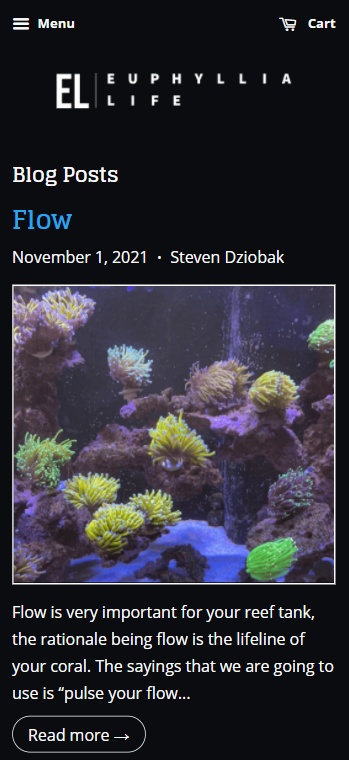 Menu
Cart
EL EUPHYLLIA
LIFE
Blog Posts
Flow
November 1, 2021 · Steven Dziobak
Flow is very important for your reef tank,
the rationale being flow is the lifeline of
your coral. The sayings that we are going to
use is “pulse your flow...
Read more →